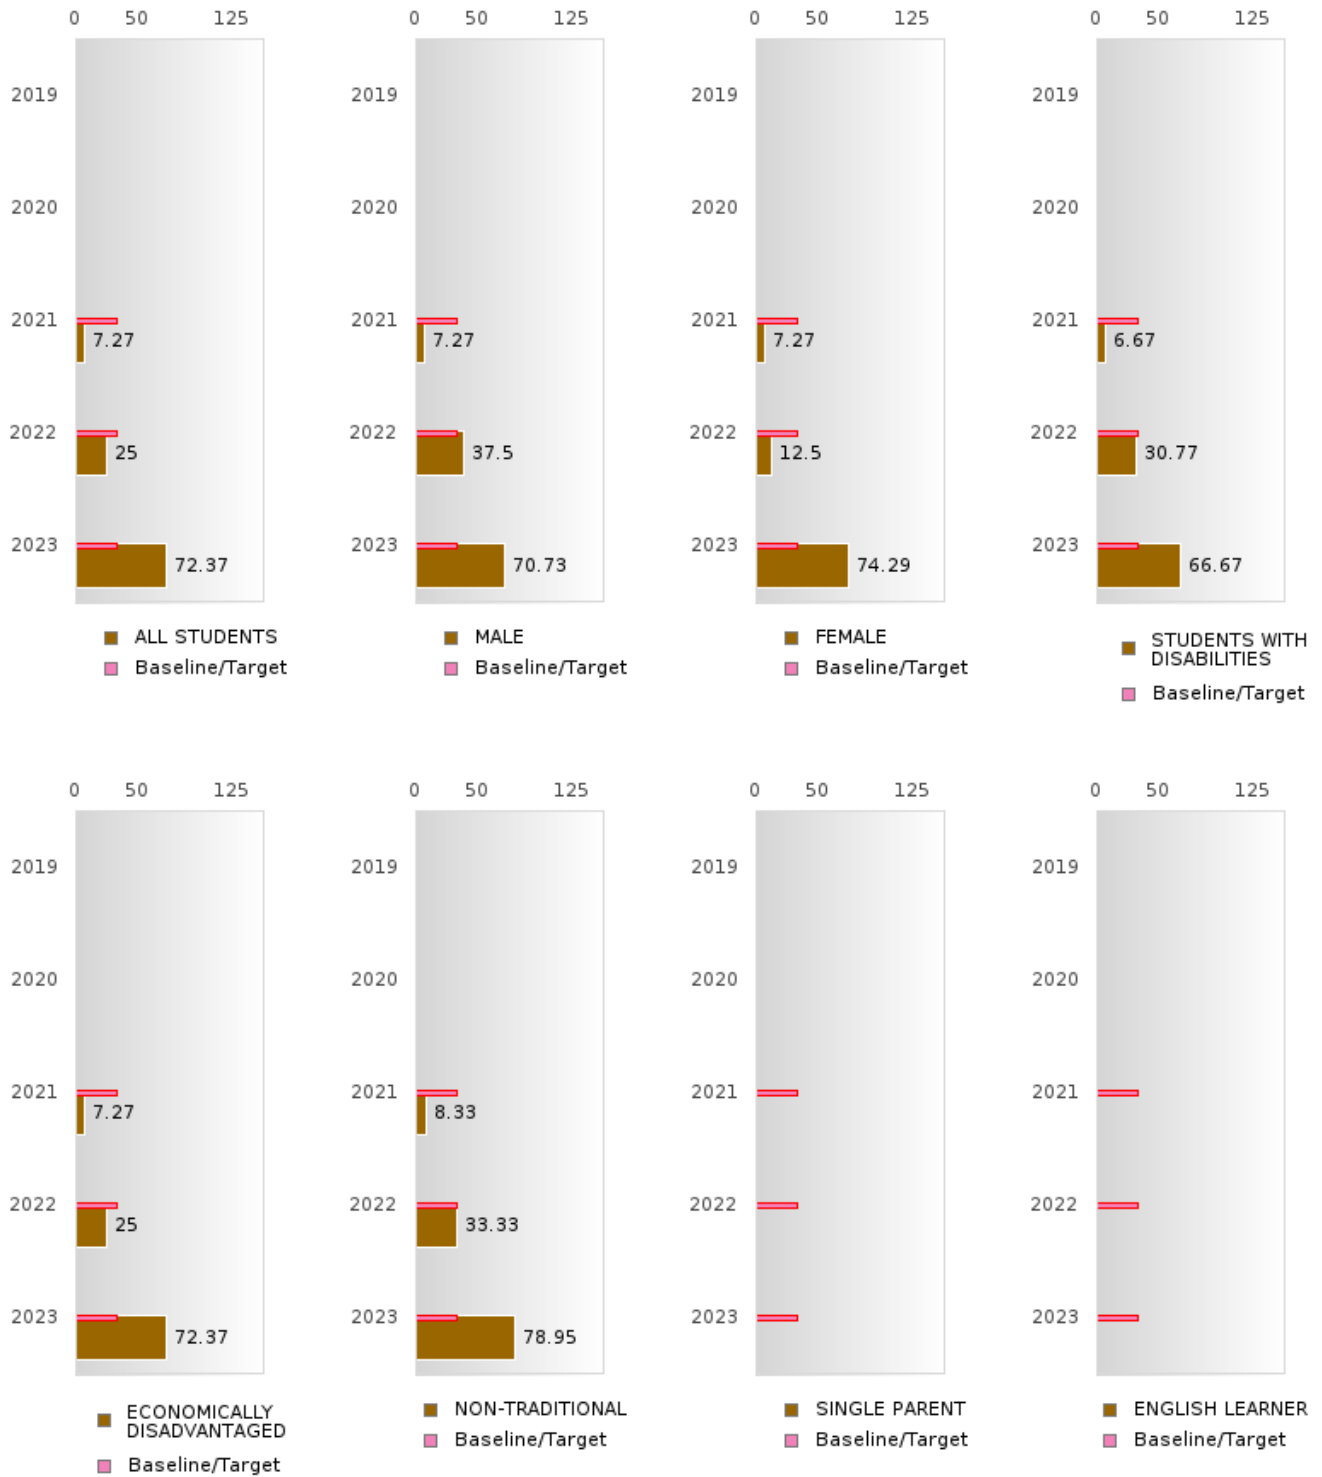 0 50 125
2019
2020
2021
7.27
2022
25
2023
72.37
ALL STUDENTS
Baseline/Target
0 50 125
2019
2020
2021
7.27
2022
37.5
2023
70.73
MALE
Baseline/Target
0 50 125
2019
2020
2021
7.27
2022
12.5
2023
74.29
FEMALE
Baseline/Target
0 50 125
2019
2020
2021
6.67
2022
30.77
2023
66.67
STUDENTS WITH
DISABILITIES
Baseline/Target
0 50 125
2019
2020
2021
7.27
2022
25
2023
72.37
ECONOMICALLY
DISADVANTAGED
Baseline/Target
0 50 125
2019
2020
2021
8.33
2022
33.33
2023
78.95
NON-TRADITIONAL
Baseline/Target
0 50 125
2019
2020
2021
2022
2023
SINGLE PARENT
Baseline/Target
0 50 125
2019
2020
2021
2022
2023
ENGLISH LEARNER
Baseline/Target